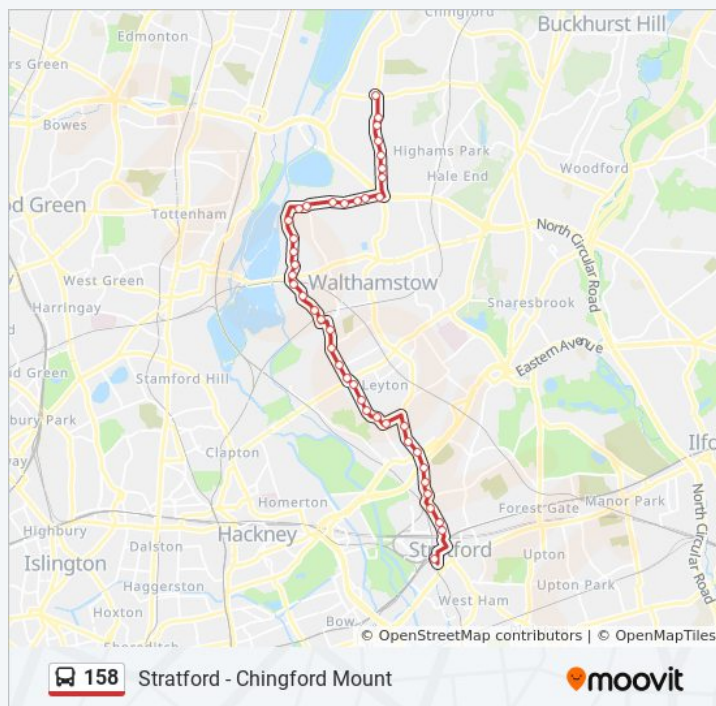 Chingford
Buckhurst Hill
Edmonton
ers Green
Bowes
Highams Park
Woodford
Hale End
od Green
Tottenham
North Circular Road
West Green
Walthamstow
Harringay
Snaresbrook
Eastern Avenue
Stamford Hill
Leyton
bury Park
Ilfo
Clapton
Homerton
Forest Gate
Manor Park
North Circular Road
Highbury
Dalston
Hackney
Stratford
Upton
Islington
Haggerston
West Ham
Upton Park
Hoxton
Bow
Shoreditch
© OpenStreetMap contributors | © OpenMapTiles
158
Stratford - Chingford Mount
moovit